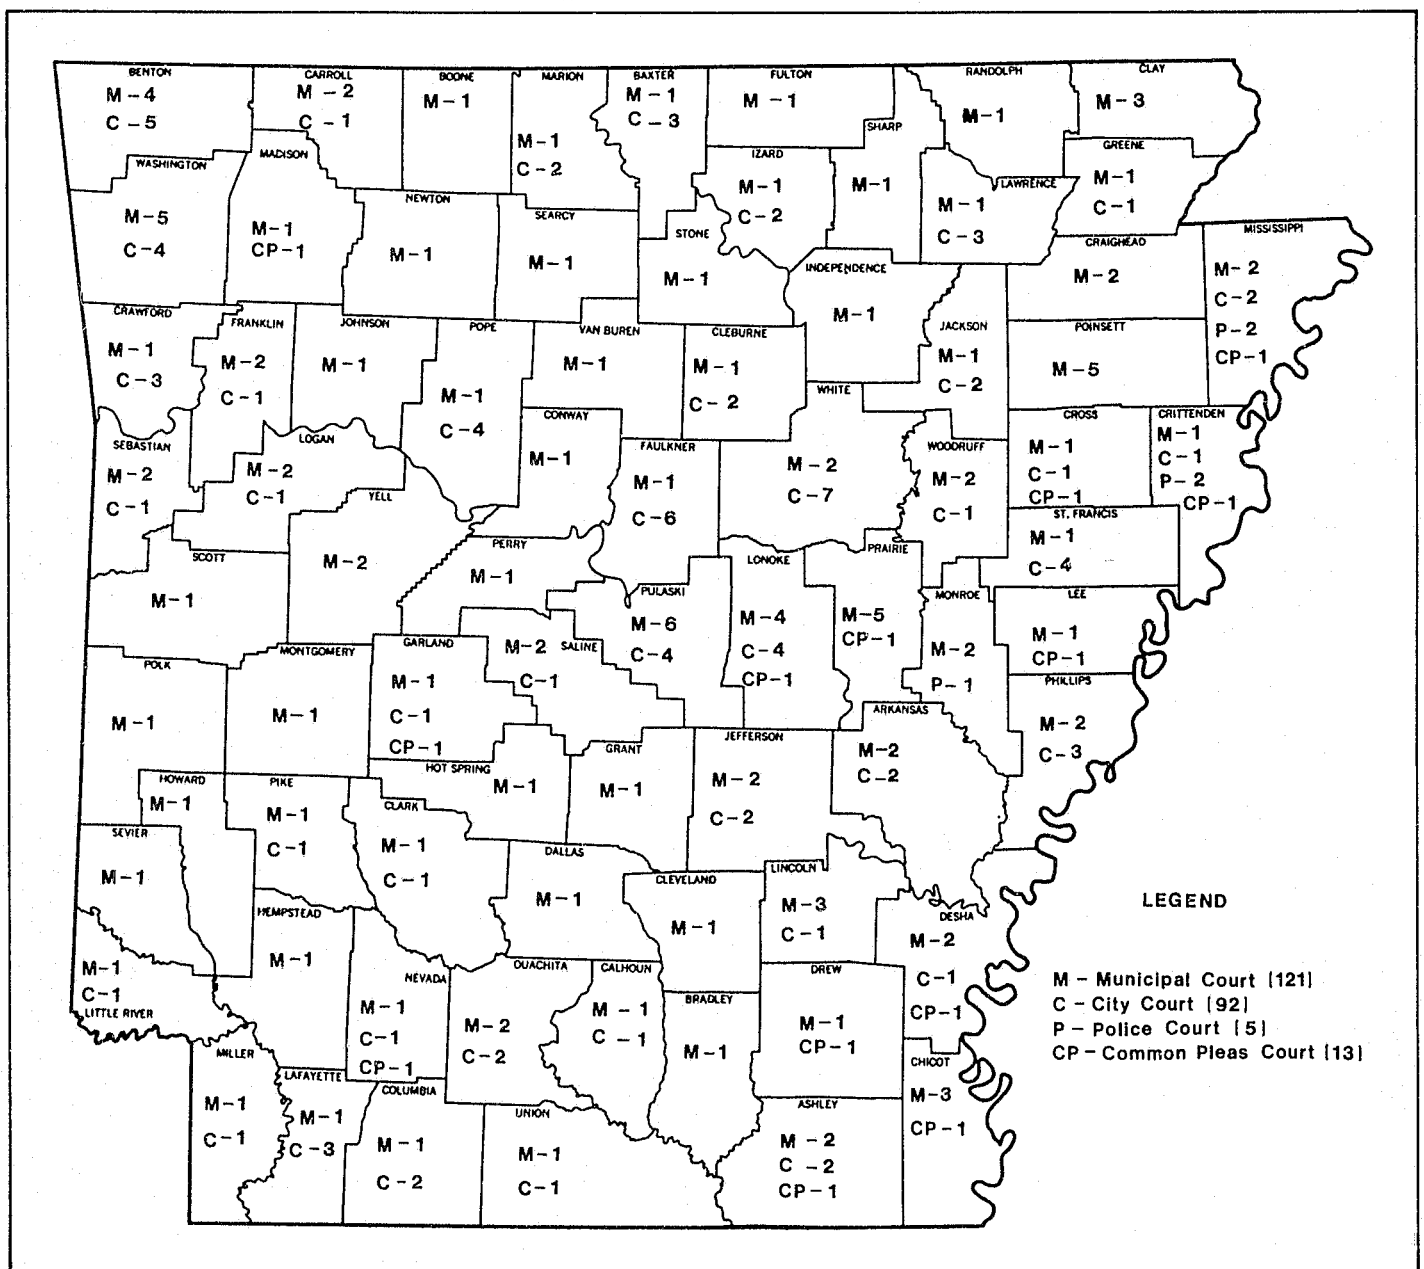 BENTON
M-4
C-5
CARROLL
M-2
C-1
BOONE
M-1
MARION
M-1
C-2
BAXTER
M-1
C-3
FULTON
M-1
SHARP
M-1
RANDOLPH
M-1
CLAY
M-3
GREENE
M-1
C-1
WASHINGTON
M-5
C-4
MADISON
M-1
CP-1
NEWTON
M-1
SEARCY
M-1
STONE
M-1
IZARD
M-1
C-2
LAWRENCE
M-1
C-3
INDEPENDENCE
M-1
CRAIGHEAD
M-2
MISSISSIPPI
M-2
C-2
P-2
CP-1
CRAWFORD
M-1
C-3
FRANKLIN
M-2
C-1
JOHNSON
M-1
POPE
M-1
C-4
VAN BUREN
M-1
CLEBURNE
M-1
C-2
JACKSON
M-1
C-2
POINSETT
M-5
SEBASTIAN
M-2
C-1
LOGAN
M-2
C-1
YELL
M-2
CONWAY
M-1
FAULKNER
M-1
C-6
WHITE
M-2
C-7
WOODRUFF
M-2
C-1
CROSS
M-1
C-1
CP-1
CRITTENDEN
M-1
C-1
P-2
CP-1
ST. FRANCIS
M-1
C-4
SCOTT
M-1
PERRY
M-1
PULASKI
M-6
C-4
LONOKE
M-4
C-4
CP-1
PRAIRIE
M-5
CP-1
MONROE
M-2
P-1
LEE
M-1
CP-1
PHILLIPS
M-2
C-3
POLK
M-1
MONTGOMERY
M-1
GARLAND
M-1
C-1
CP-1
SALINE
M-2
C-1
HOT SPRING
M-1
GRANT
M-1
JEFFERSON
M-2
C-2
ARKANSAS
M-2
C-2
HOWARD
M-1
PIKE
M-1
C-1
CLARK
M-1
C-1
SEVIER
M-1
DALLAS
M-1
CLEVELAND
M-1
LINCOLN
M-3
C-1
DESHA
M-2
C-1
CP-1
HEMPSTEAD
M-1
NEVADA
M-1
C-1
CP-1
OUACHITA
M-2
C-2
CALHOUN
M-1
C-1
BRADLEY
M-1
DREW
M-1
CP-1
M-1
C-1
LITTLE RIVER
MILLER
M-1
C-1
LAFAYETTE
M-1
C-3
COLUMBIA
M-1
C-2
UNION
M-1
C-1
ASHLEY
M-2
C-2
CP-1
CHICOT
M-3
CP-1
LEGEND
M - Municipal Court (121)
C - City Court (92)
P - Police Court (5)
CP - Common Pleas Court (13)